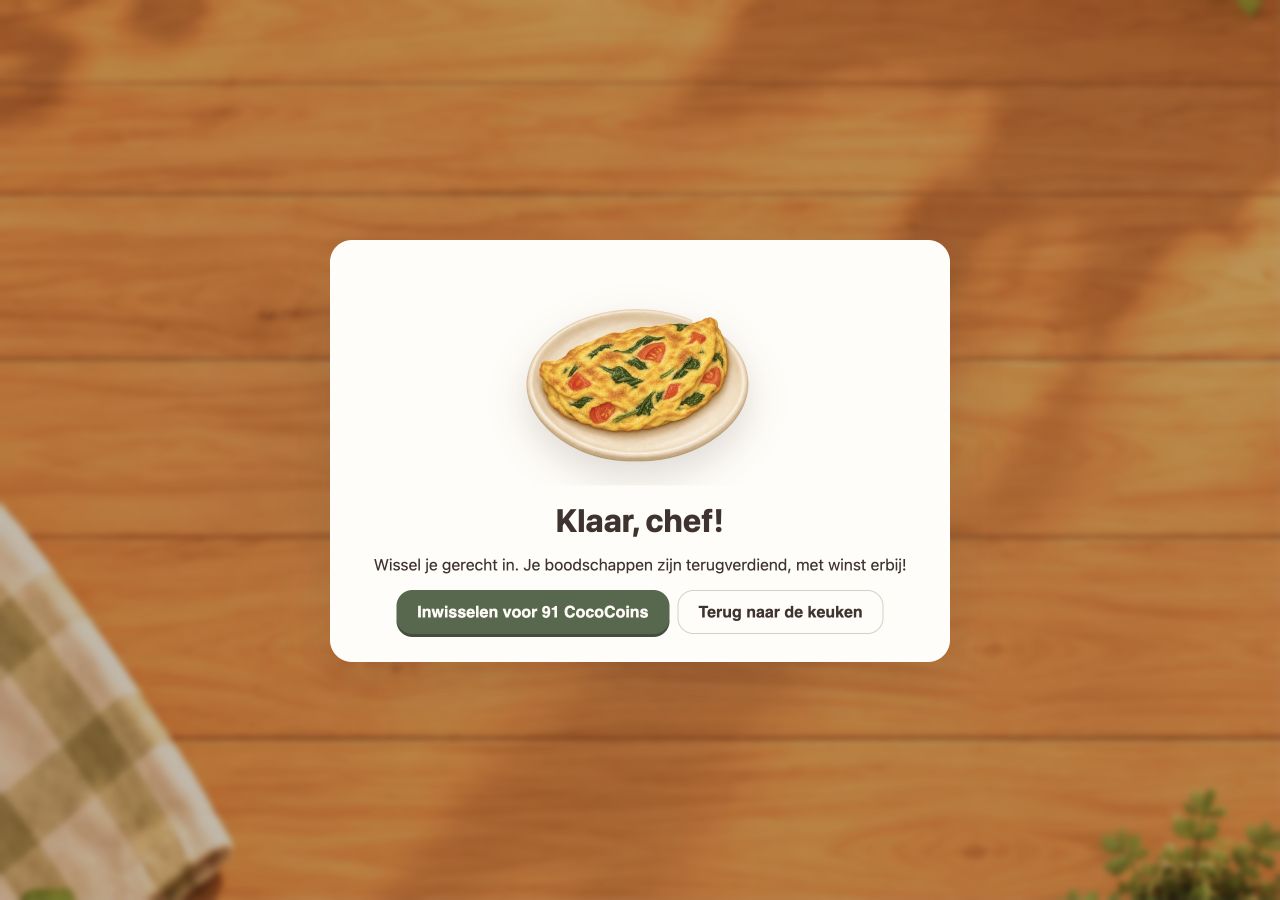 Klaar, chef!
Wissel je gerecht in. Je boodschappen zijn terugverdiend, met winst erbij!
Inwisselen voor 91 CocoCoins
Terug naar de keuken